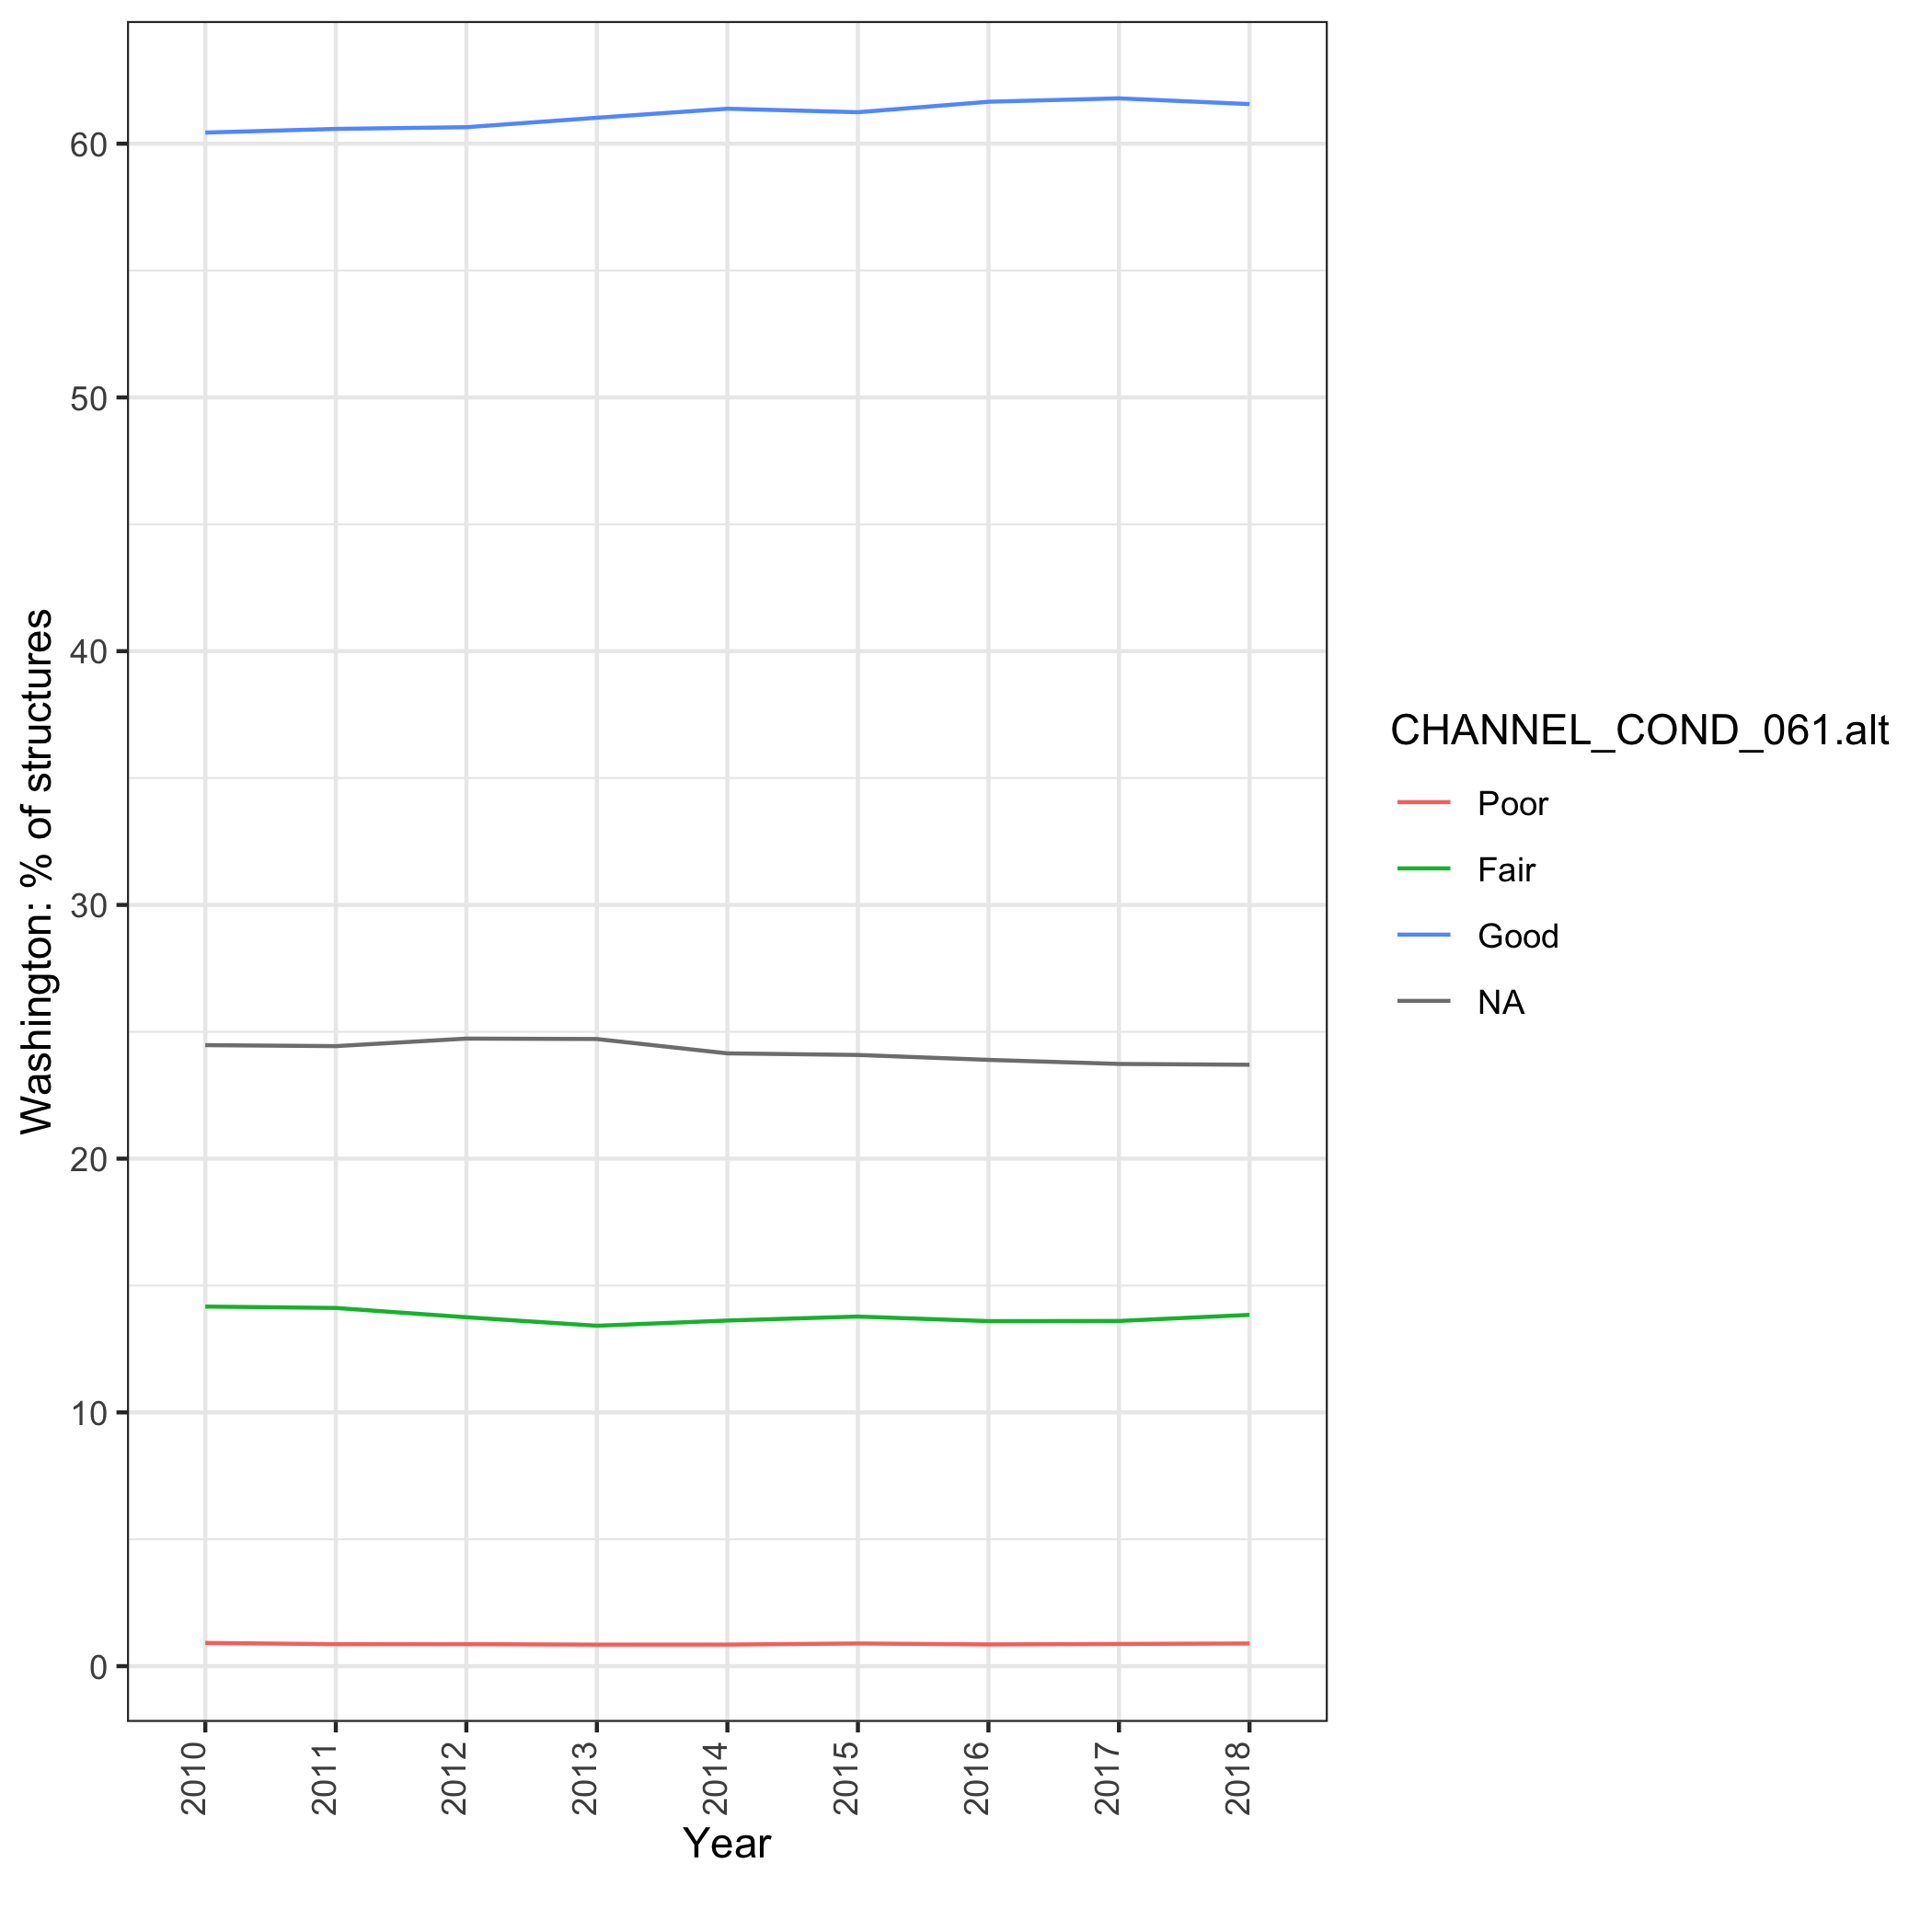 Washington: % of structures
60
50
40
30
20
10
0
2010
2011
2012
2013
2014
2015
2016
2017
2018
Year
CHANNEL_COND_061.alt
Poor
Fair
Good
NA